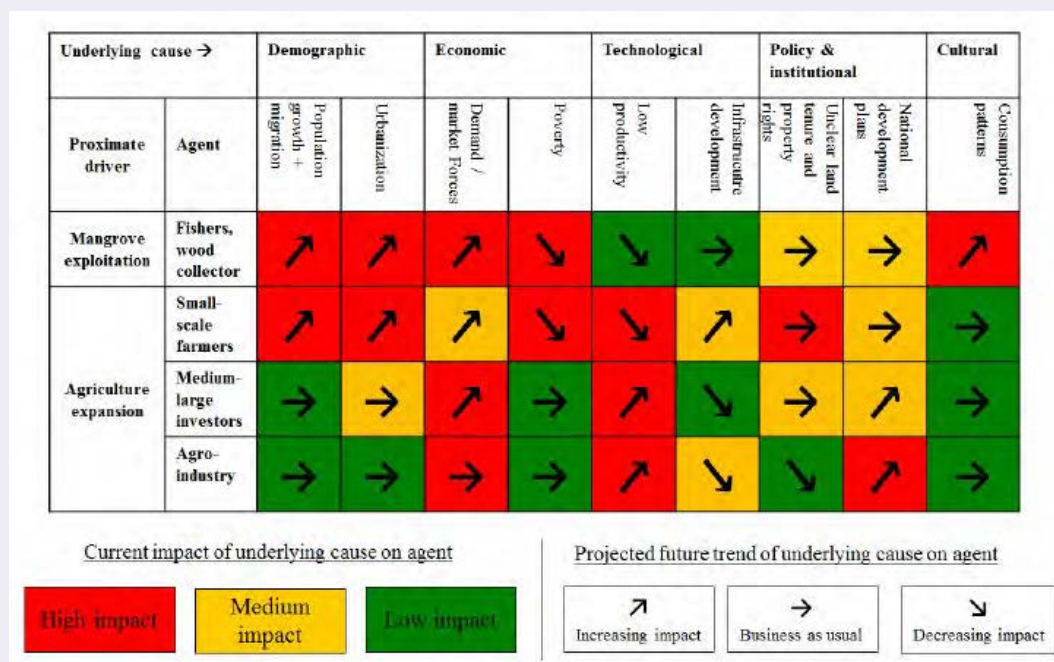 Underlying cause →
Demographic
Economic
Technological
Policy &
institutional
Cultural
Proximate
driver
Agent
Population
growth +
migration
Urbanization
Demand /
market Forces
Poverty
Low
productivity
Infrastrucutre
development
Unclear land
tenure and
property
rights
National
development
plans
Consumption
patterns
Mangrove
exploitation
Fishers,
wood
collector
Agriculture
expansion
Small-
scale
farmers
Medium-
large
investors
Agro-
industry
Current impact of underlying cause on agent
High impact
Medium
impact
Low impact
Projected future trend of underlying cause on agent
Increasing impact
Business as usual
Decreasing impact